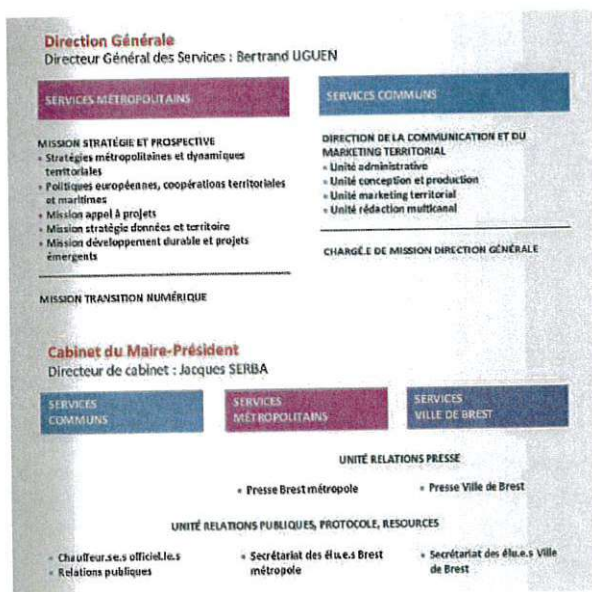 Direction Générale
Directeur Général des Services : Bertrand UGUEN
SERVICES MÉTROPOLITAINS
MISSION STRATÉGIE ET PROSPECTIVE
• Stratégies métropolitaines et dynamiques
territoriales
• Politiques européennes, coopérations territoriales
et maritimes
• Mission appel à projets
• Mission stratégie données et territoire
• Mission développement durable et projets
émergents
MISSION TRANSITION NUMÉRIQUE
SERVICES COMMUNS
DIRECTION DE LA COMMUNICATION ET DU
MARKETING TERRITORIAL
• Unité administrative
• Unité conception et production
• Unité marketing territorial
• Unité rédaction multicanal
CHARGÉ.E DE MISSION DIRECTION GÉNÉRALE
Cabinet du Maire-Président
Directeur de cabinet : Jacques SERBA
SERVICES
COMMUNS
SERVICES
MÉTROPOLITAINS
SERVICES
VILLE DE BREST
UNITÉ RELATIONS PRESSE
• Presse Brest métropole
• Presse Ville de Brest
UNITÉ RELATIONS PUBLIQUES, PROTOCOLE, RESOURCES
• Chauffeur.se.s officiel.le.s
• Relations publiques
• Secrétariat des élu.e.s Brest
métropole
• Secrétariat des élu.e.s Ville
de Brest